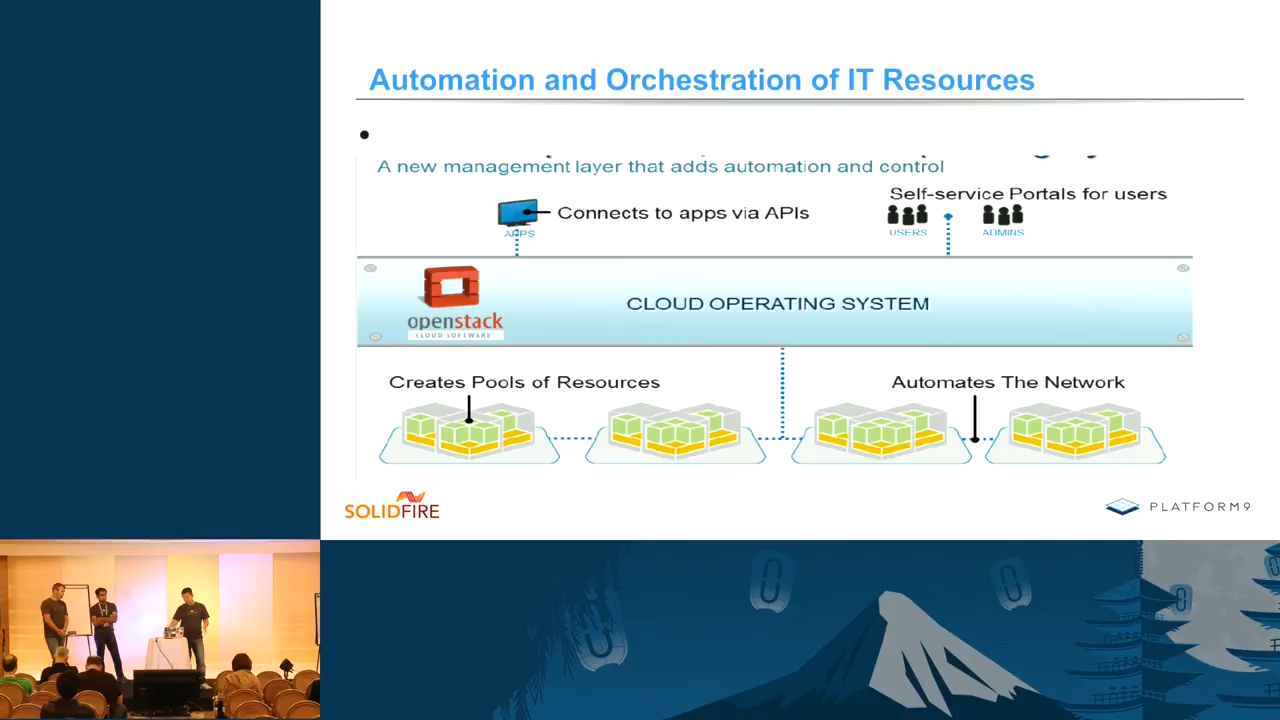 Automation and Orchestration of IT Resources
A new management layer that adds automation and control
Self-service Portals for users
Connects to apps via APIs
APPS
USERS
ADMINS
openstack
CLOUD SOFTWARE
CLOUD OPERATING SYSTEM
Creates Pools of Resources
Automates The Network
SOLIDFIRE
PLATFORM9